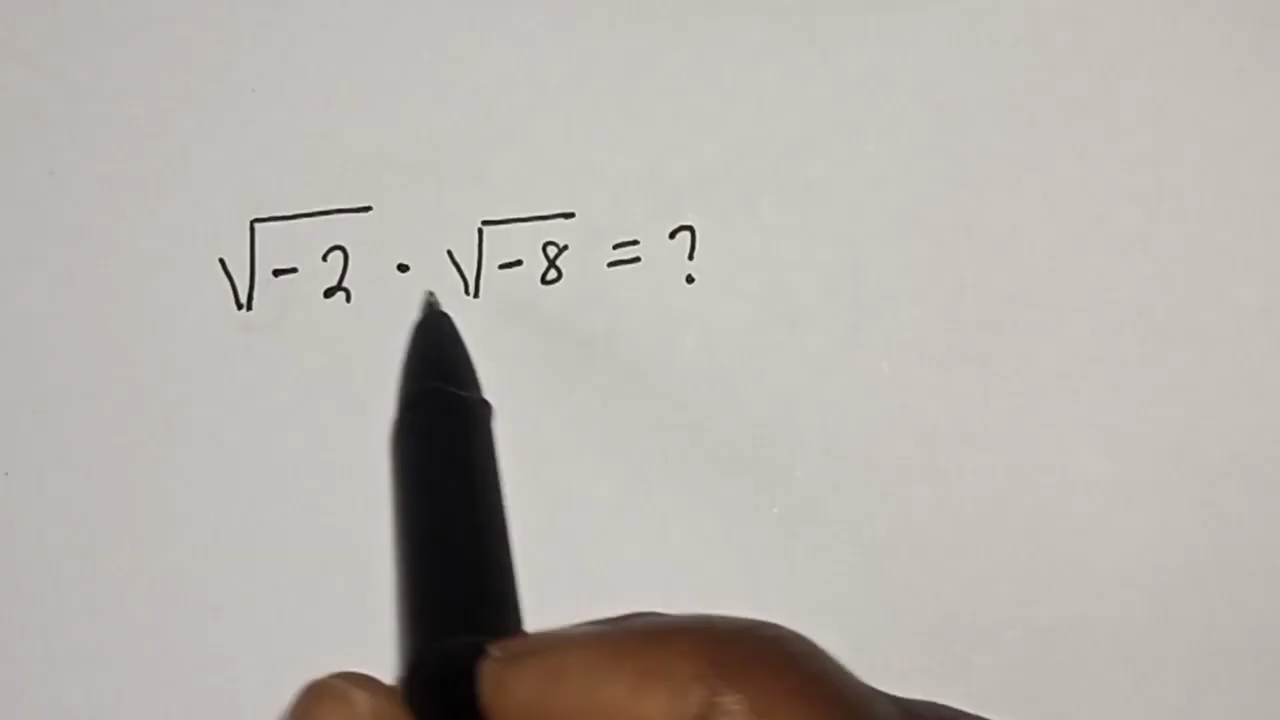 √-2 · √-8 = ?